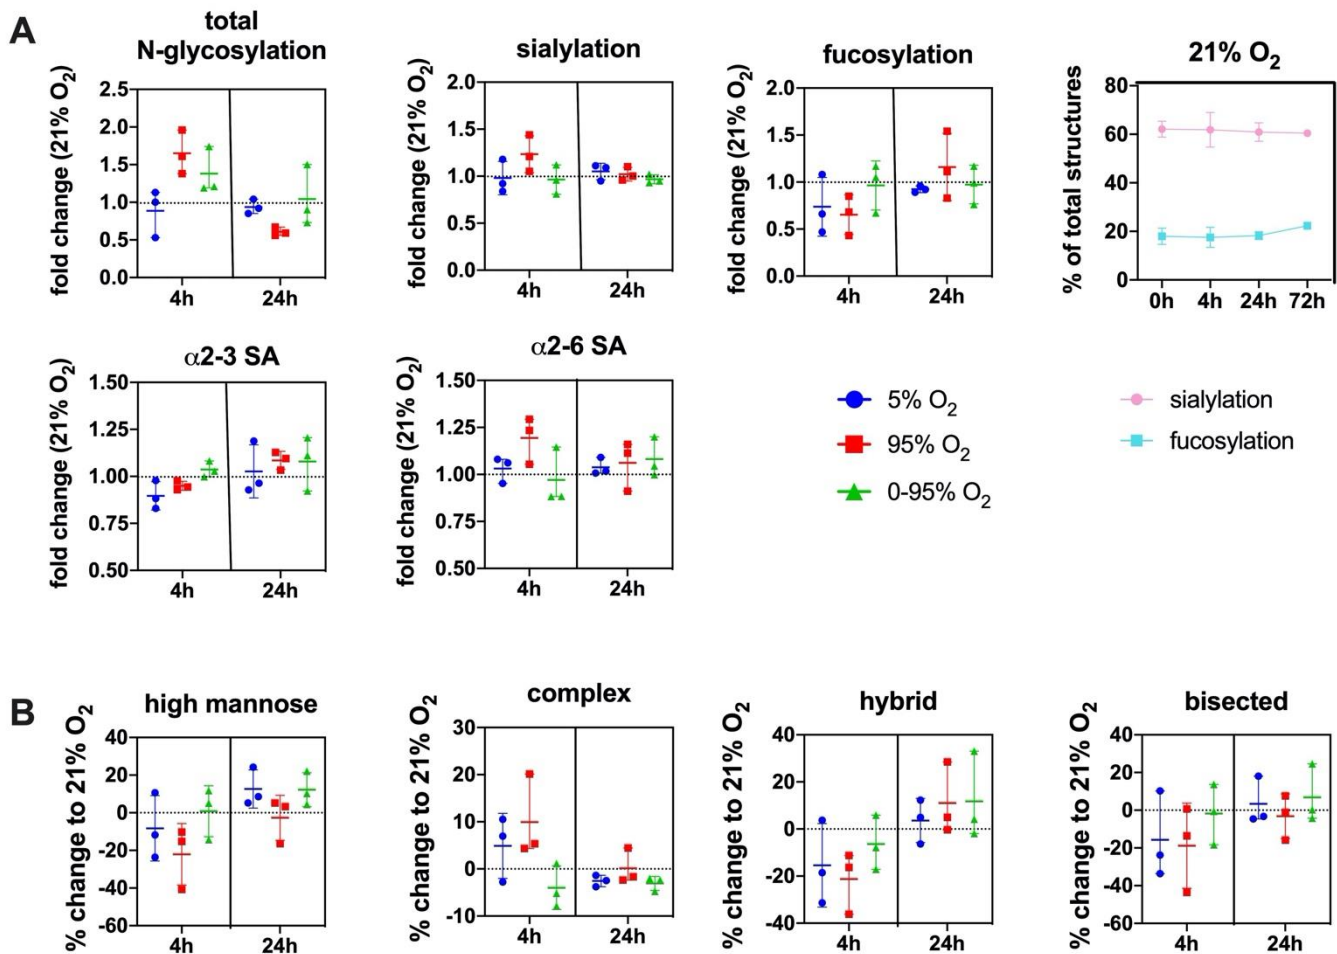 A
total
N-glycosylation
fold change (21% O₂)
2.5
2.0
1.5
1.0
0.5
0.0
4h
24h
sialylation
fold change (21% O₂)
2.0
1.5
1.0
0.5
0.0
4h
24h
fucosylation
fold change (21% O₂)
2.0
1.5
1.0
0.5
0.0
4h
24h
21% O₂
% of total structures
80
60
40
20
0
0h
4h
24h
72h
α2-3 SA
fold change (21% O₂)
1.50
1.25
1.00
0.75
0.50
4h
24h
α2-6 SA
fold change (21% O₂)
1.50
1.25
1.00
0.75
0.50
4h
24h
5% O₂
95% O₂
0-95% O₂
sialylation
fucosylation
B
high mannose
% change to 21% O₂
40
20
0
-20
-40
-60
4h
24h
complex
% change to 21% O₂
30
20
10
0
-10
4h
24h
hybrid
% change to 21% O₂
40
20
0
-20
-40
4h
24h
bisected
% change to 21% O₂
40
20
0
-20
-40
-60
4h
24h